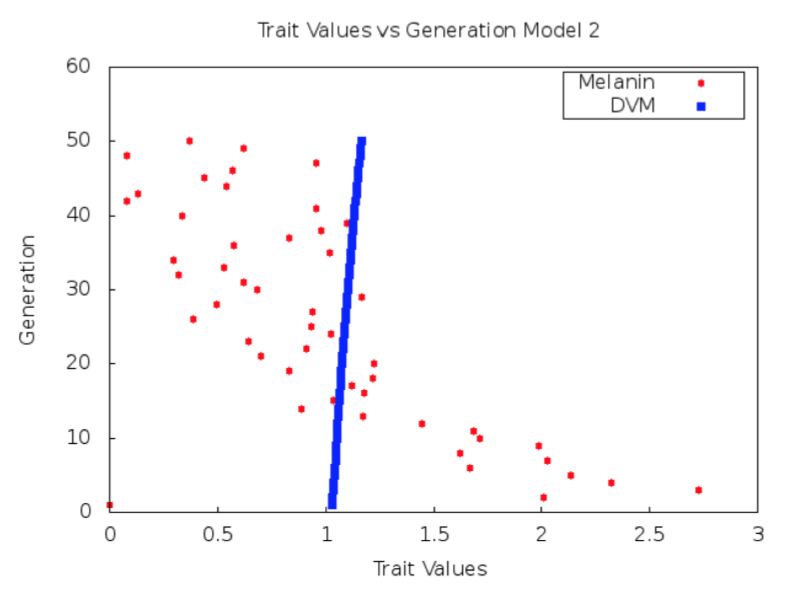 Trait Values vs Generation Model 2
Melanin
DVM
60
50
40
30
20
10
0
Generation
0 0.5 1 1.5 2 2.5 3
Trait Values